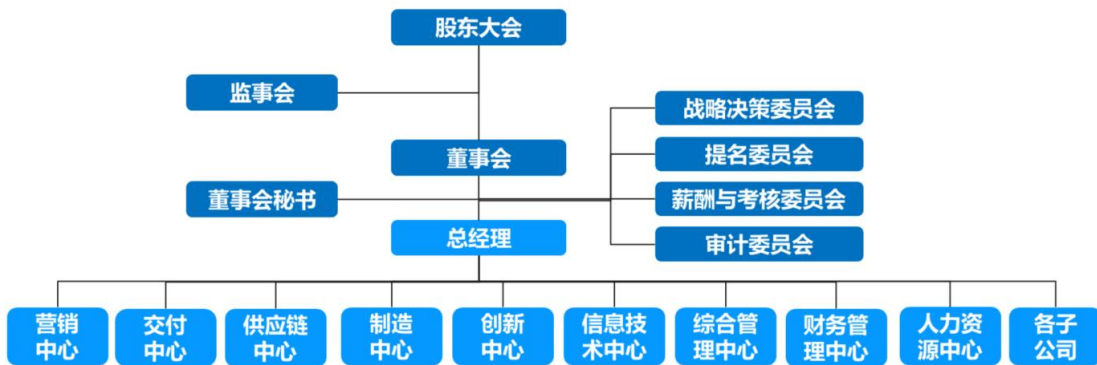 股东大会
监事会
战略决策委员会
董事会
提名委员会
董事会秘书
薪酬与考核委员会
总经理
审计委员会
营销
中心
交付
中心
供应链
中心
制造
中心
创新
中心
信息技
术中心
综合管
理中心
财务管
理中心
人力资
源中心
各子
公司